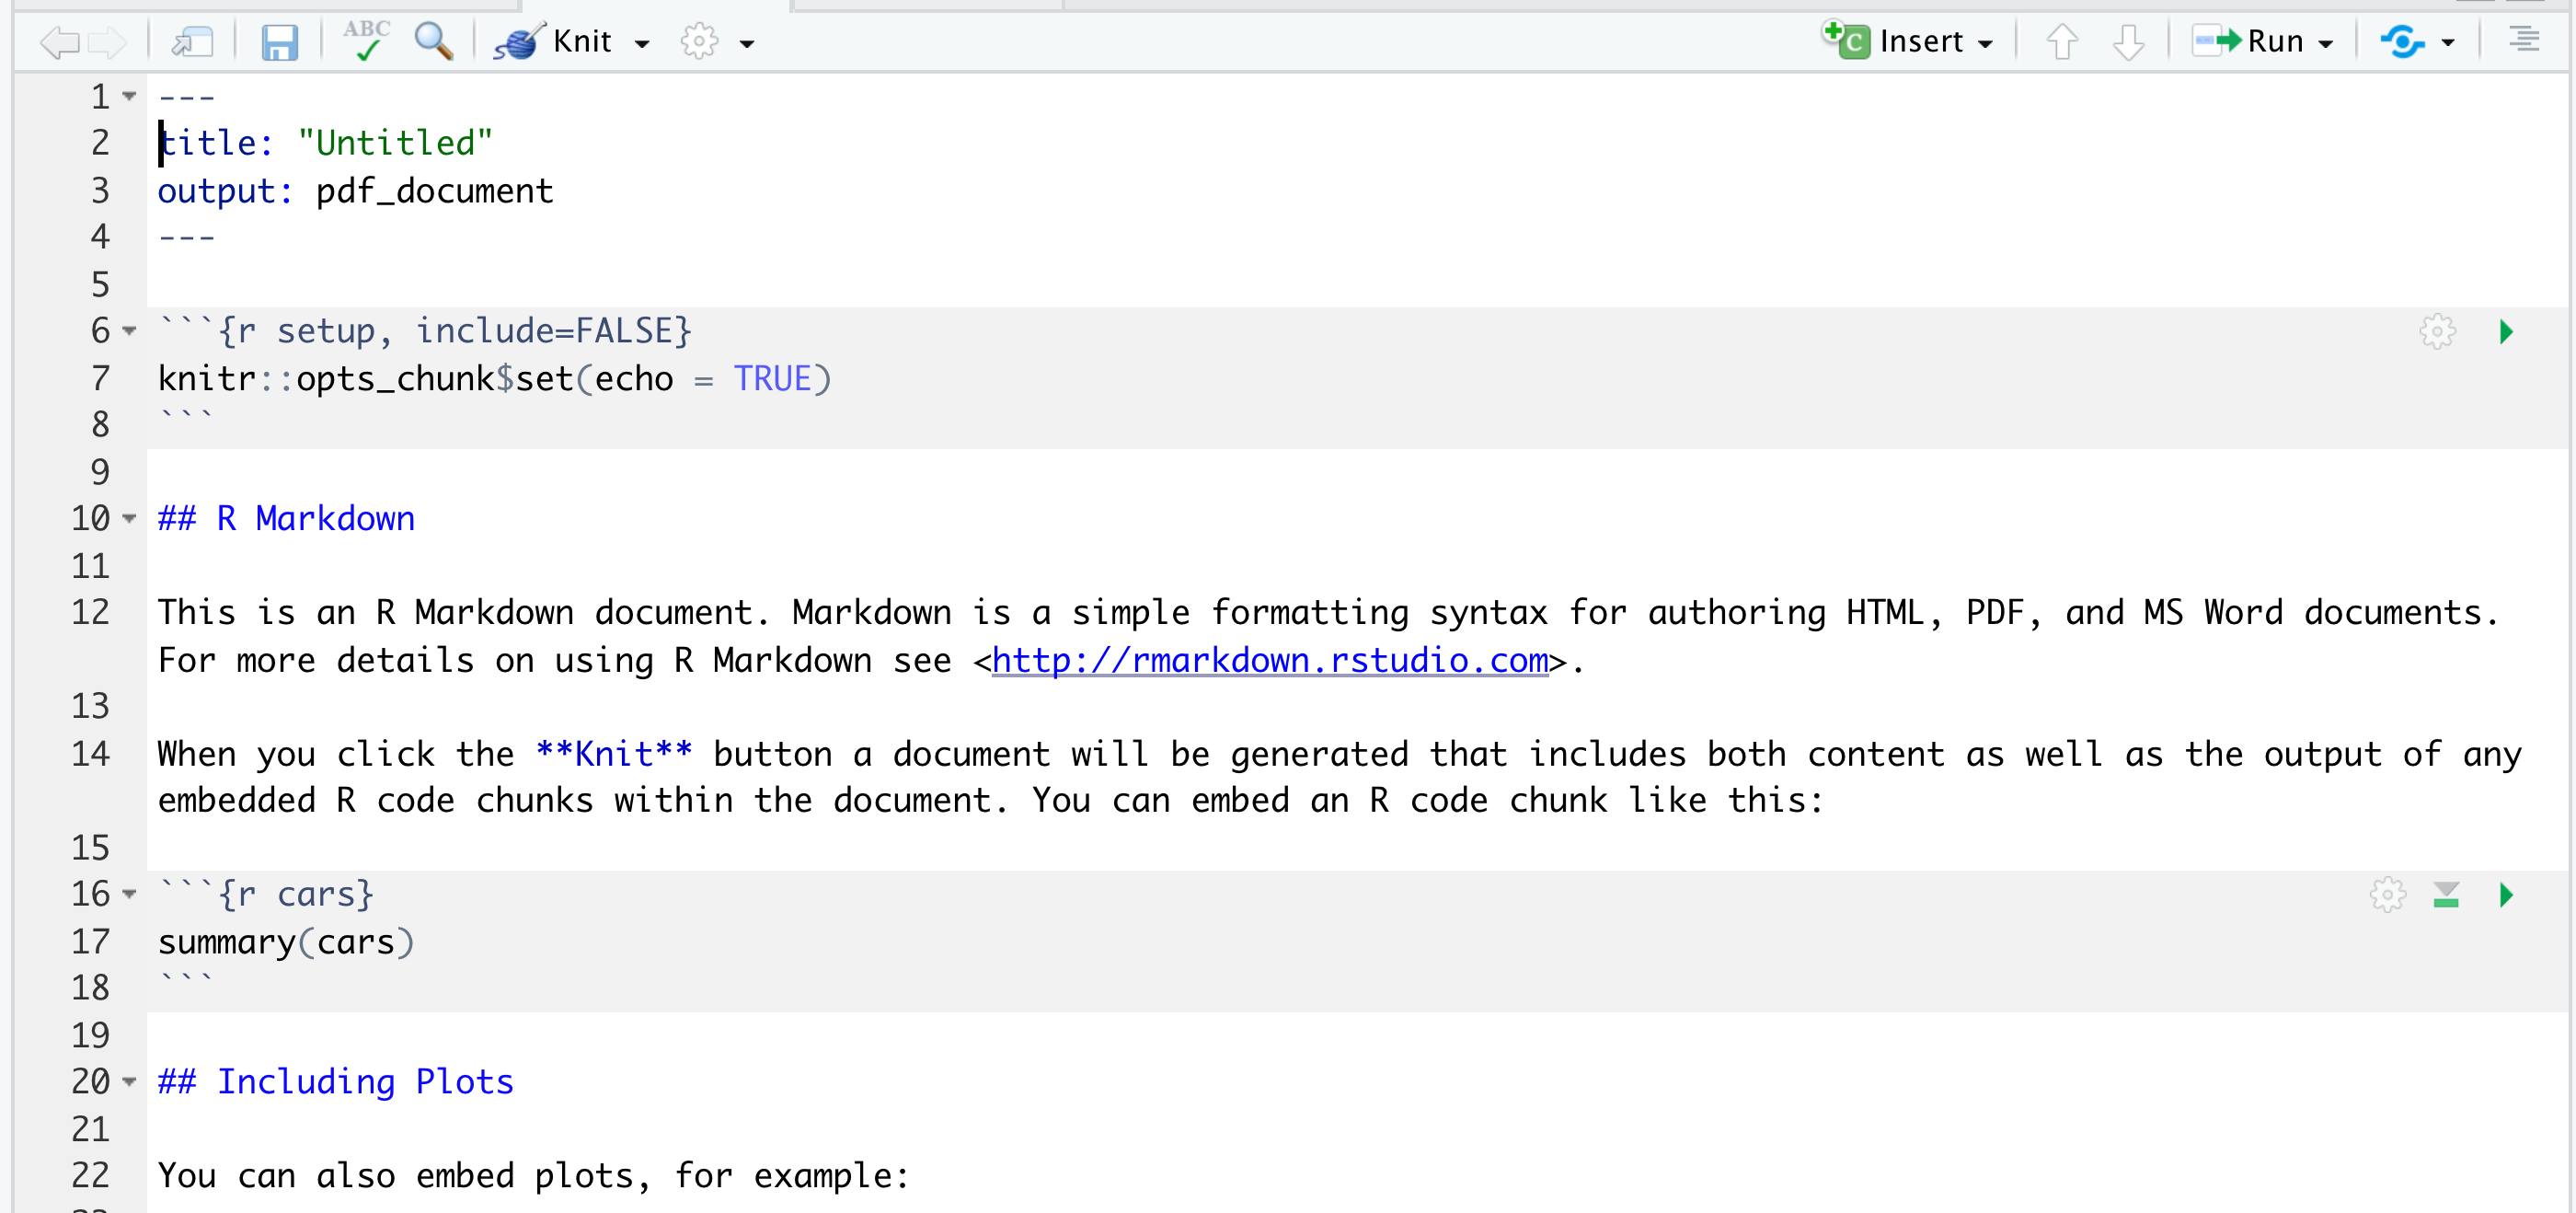 ABC Knit Insert Run
1 ---
2 title: "Untitled"
3 output: pdf_document
4 ---
5
6 ```{r setup, include=FALSE}
7 knitr::opts_chunk$set(echo = TRUE)
8 ```
9
10 ## R Markdown
11
12 This is an R Markdown document. Markdown is a simple formatting syntax for authoring HTML, PDF, and MS Word documents.
For more details on using R Markdown see <http://rmarkdown.rstudio.com>.
13
14 When you click the **Knit** button a document will be generated that includes both content as well as the output of any
embedded R code chunks within the document. You can embed an R code chunk like this:
15
16 ```{r cars}
17 summary(cars)
18 ```
19
20 ## Including Plots
21
22 You can also embed plots, for example: